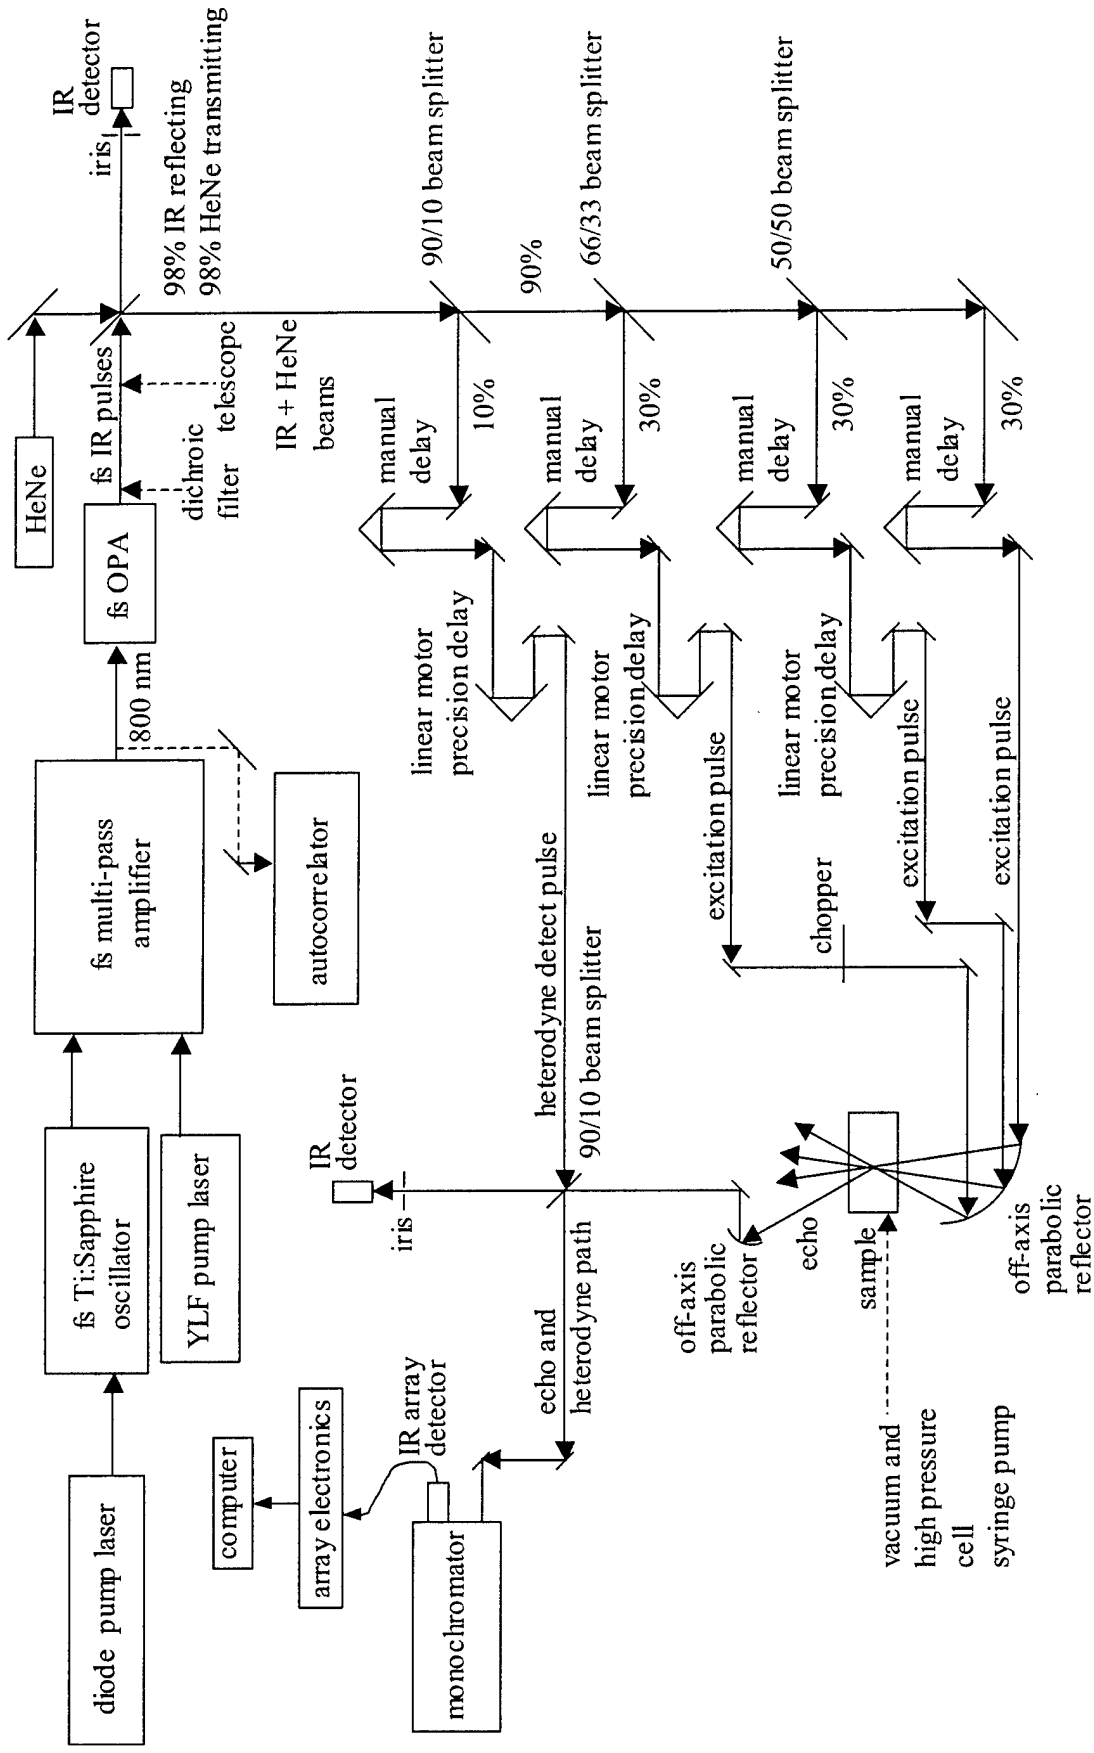 diode pump laser
fs Ti:Sapphire
oscillator
YLF pump laser
fs multi-pass
amplifier
800 nm
autocorrelator
fs OPA
HeNe
fs IR pulses
dichroic
filter
telescope
iris
IR
detector
98% IR reflecting
98% HeNe transmitting
IR + HeNe
beams
90/10 beam splitter
90%
66/33 beam splitter
50/50 beam splitter
manual
delay
10%
manual
delay
30%
manual
delay
30%
manual
delay
30%
linear motor
precision delay
linear motor
precision delay
linear motor
precision delay
heterodyne detect pulse
90/10 beam splitter
excitation pulse
excitation pulse
excitation pulse
chopper
IR
detector
iris
echo and
heterodyne path
off-axis
parabolic
reflector
echo
sample
off-axis
parabolic
reflector
computer
array electronics
IR array
detector
monochromator
vacuum and
high pressure
cell
syringe pump